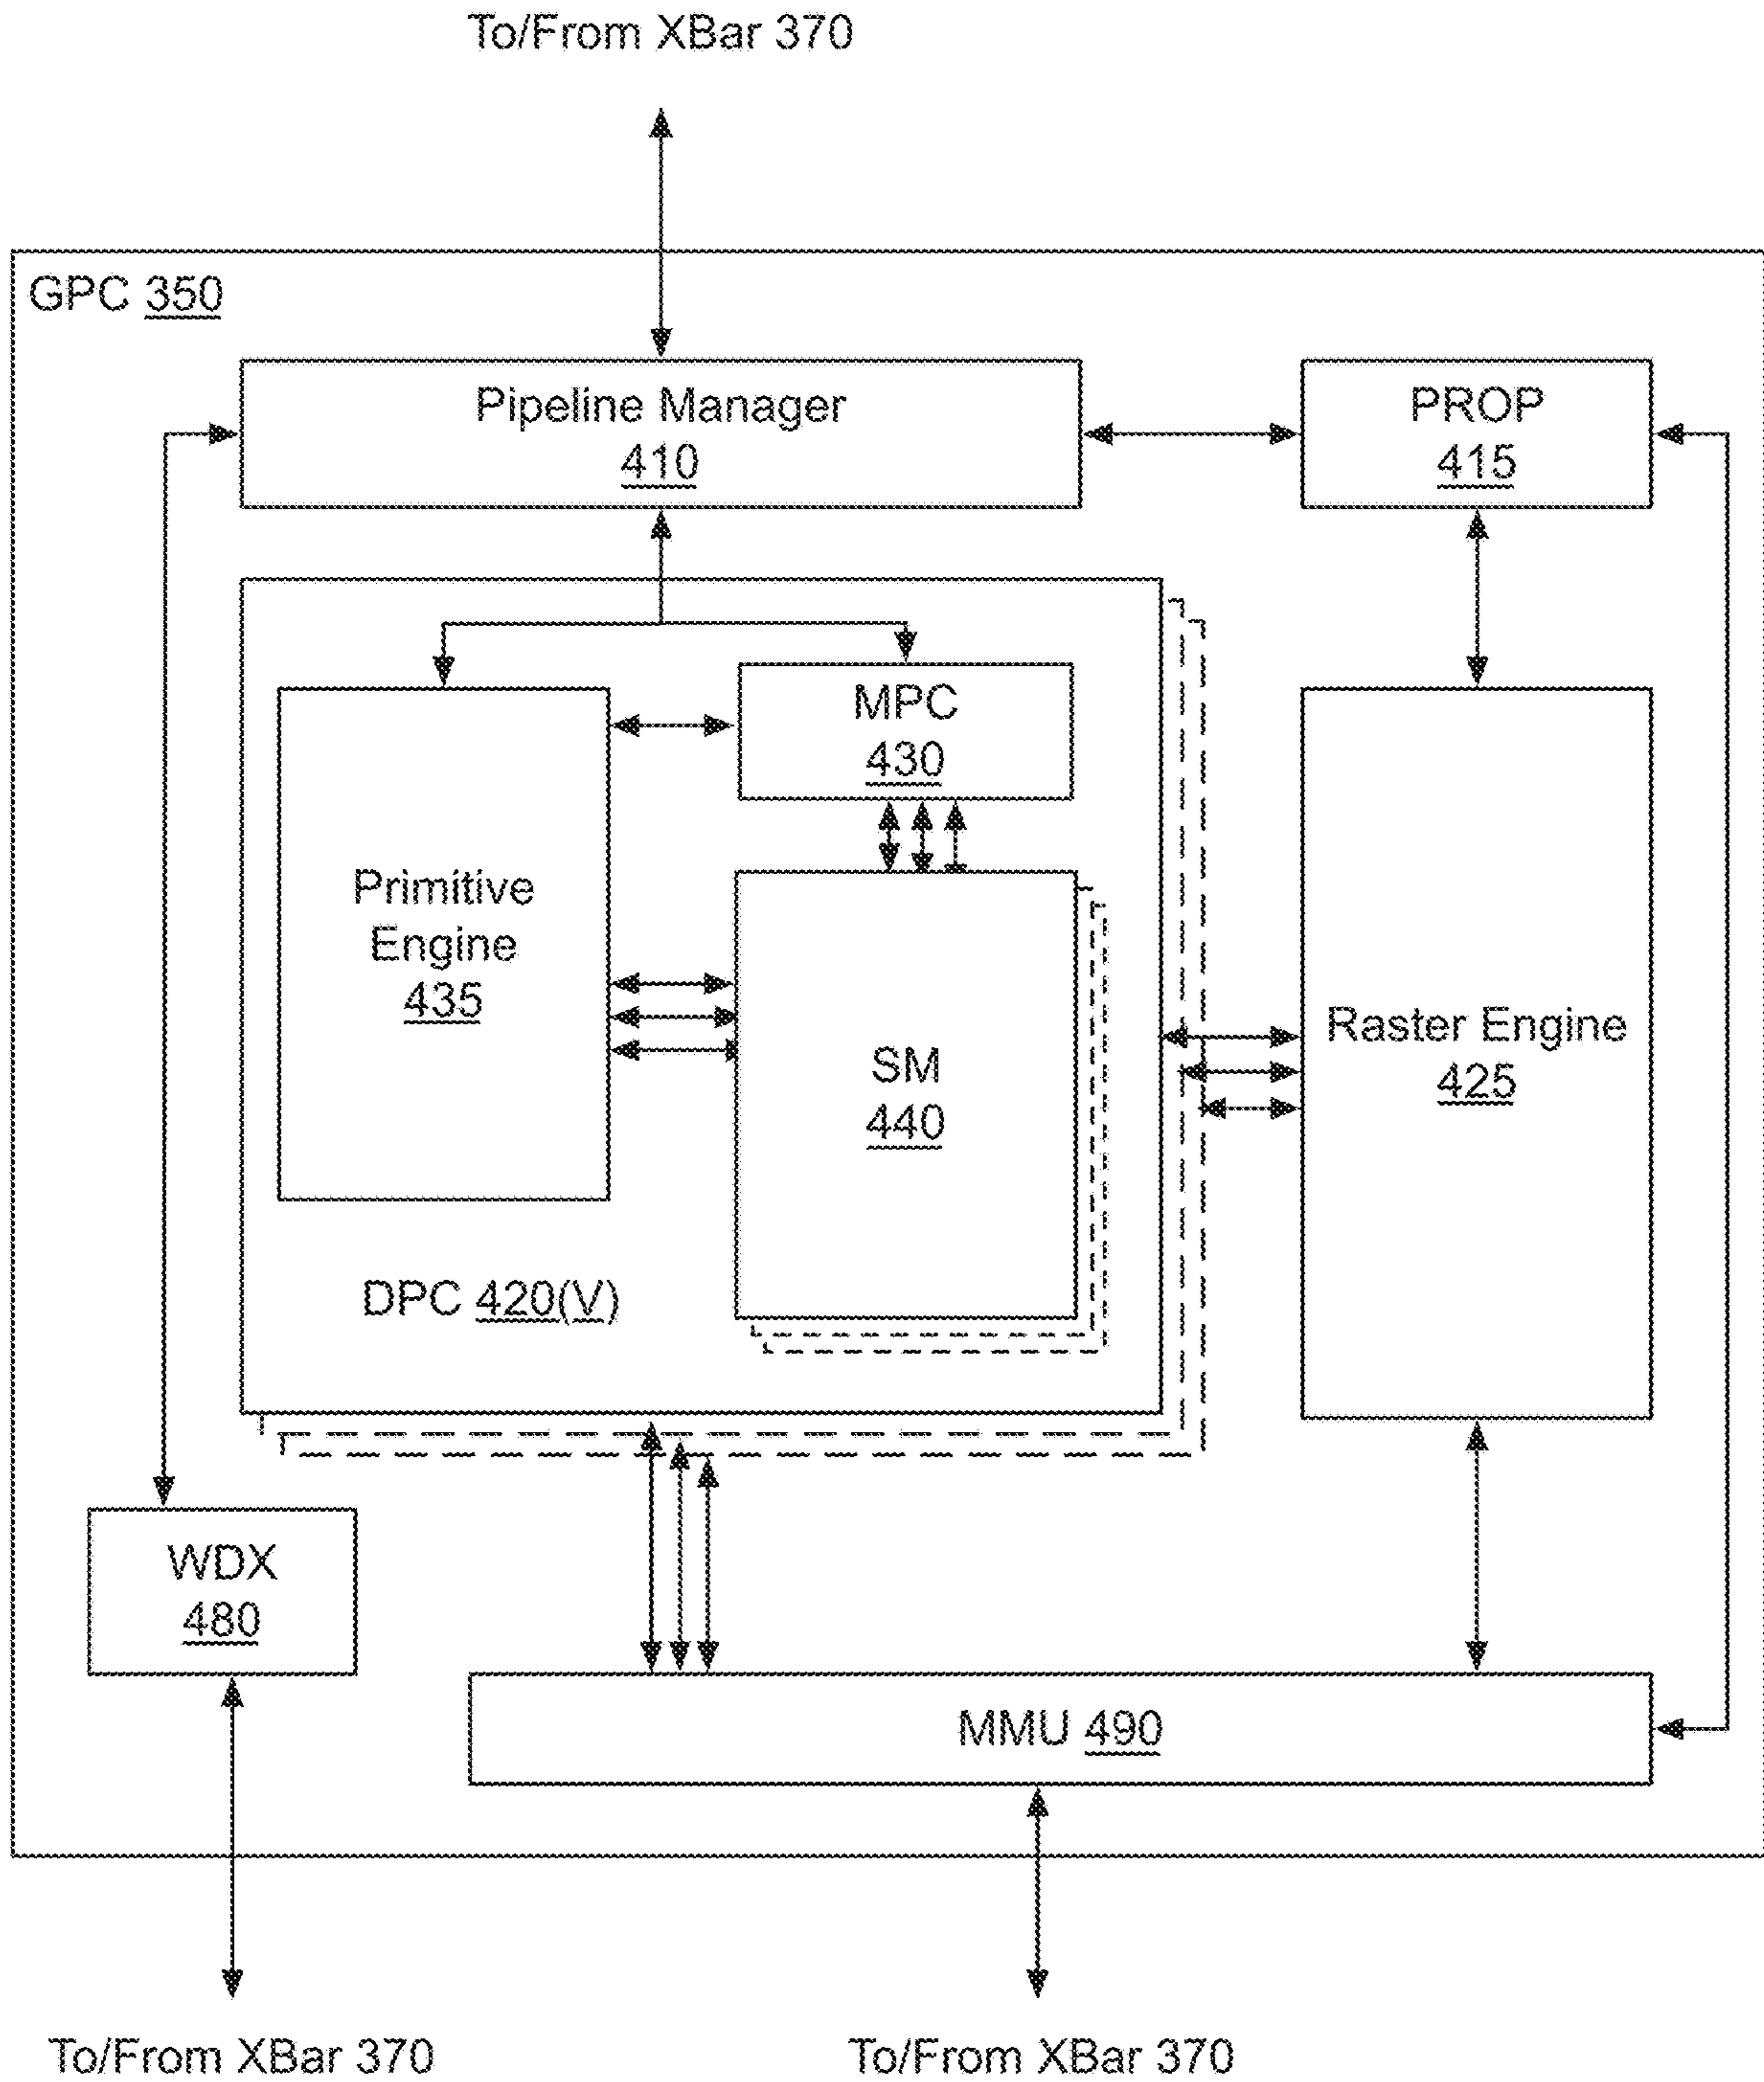 To/From XBar 370
GPC 350
Pipeline Manager
410
PROP
415
MPC
430
Primitive
Engine
435
SM
440
Raster Engine
425
DPC 420(V)
WDX
480
MMU 490
To/From XBar 370
To/From XBar 370